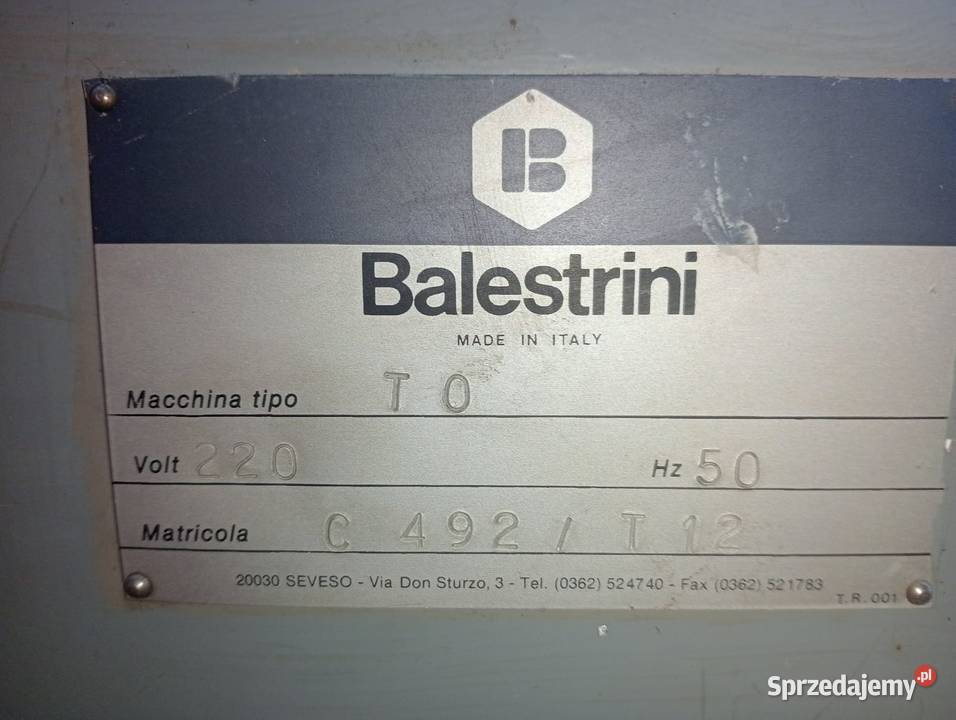 B
Balestrini
MADE IN ITALY
Macchina tipo T O
Volt 220 Hz 50
Matricola C 492 / T 12
20030 SEVESO - Via Don Sturzo, 3 - Tel. (0362) 524740 - Fax (0362) 521783
T.R. 001
Sprzedajemy.pl